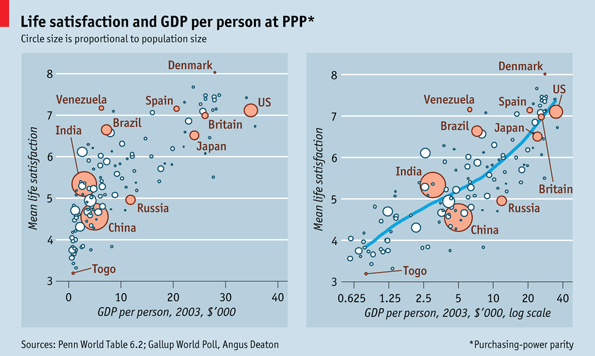 Life satisfaction and GDP per person at PPP*
Circle size is proportional to population size
Mean life satisfaction
8
7
6
5
4
3
Denmark
Venezuela
Spain
US
India
Brazil
Britain
Japan
Russia
China
Togo
0 10 20 30 40
GDP per person, 2003, $'000
Mean life satisfaction
8
7
6
5
4
3
Denmark
US
Venezuela
Spain
Brazil
Japan
India
Britain
Russia
China
Togo
0.625 1.25 2.5 5 10 20 40
GDP per person, 2003, $'000, log scale
Sources: Penn World Table 6.2; Gallup World Poll, Angus Deaton
*Purchasing-power parity